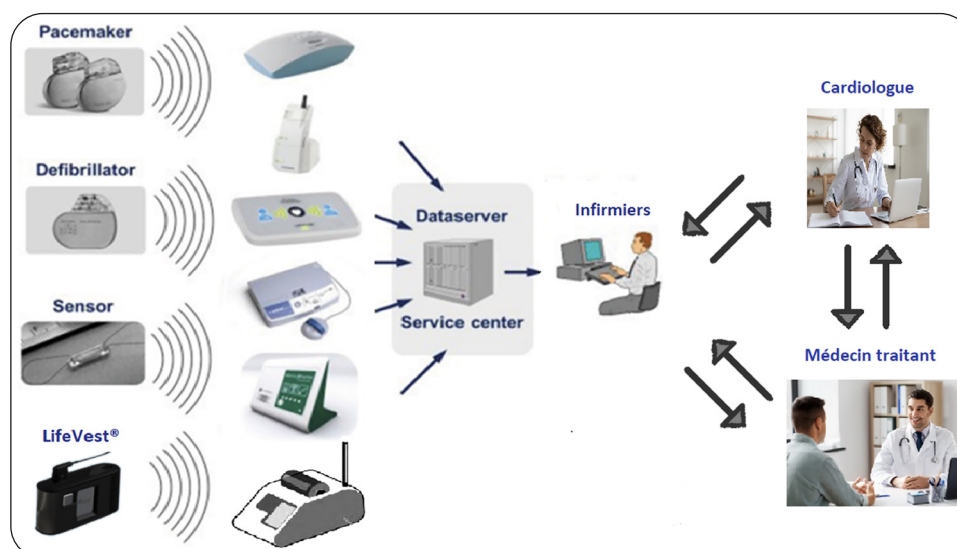 Pacemaker
Defibrillator
Sensor
LifeVest®
Dataserver
Service center
Infirmiers
Cardiologue
Médecin traitant